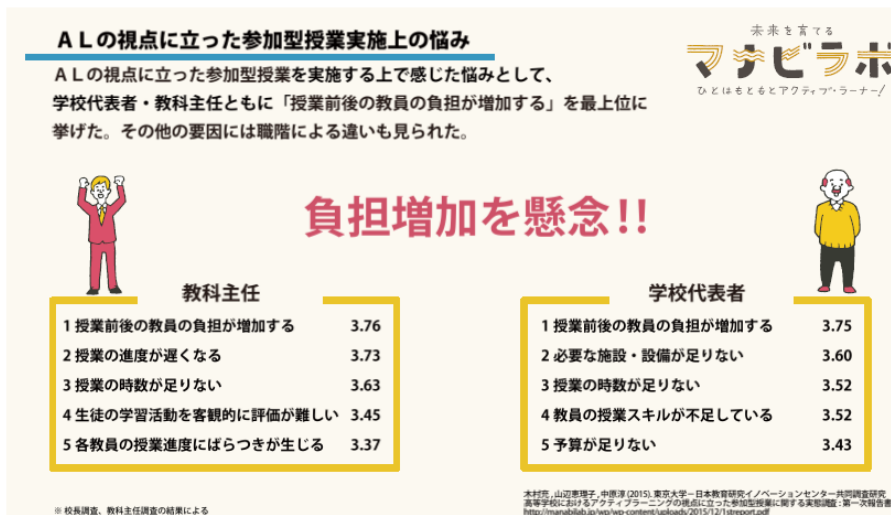 ALの視点に立った参加型授業実施上の悩み
未来を育てる
マナビラボ
ひとはもともとアクティブ・ラーナー!
ALの視点に立った参加型授業を実施する上で感じた悩みとして、
学校代表者・教科主任ともに「授業前後の教員の負担が増加する」を最上位に
挙げた。その他の要因には職階による違いも見られた。
負担増加を懸念!!
教科主任
1 授業前後の教員の負担が増加する 3.76
2 授業の進度が遅くなる 3.73
3 授業の時数が足りない 3.63
4 生徒の学習活動を客観的に評価が難しい 3.45
5 各教員の授業進度にばらつきが生じる 3.37
学校代表者
1 授業前後の教員の負担が増加する 3.75
2 必要な施設・設備が足りない 3.60
3 授業の時数が足りない 3.52
4 教員の授業スキルが不足している 3.52
5 予算が足りない 3.43
※ 校長調査、教科主任調査の結果による
木村充,山辺恵理子,中原淳(2015).東京大学-日本教育研究イノベーションセンター共同調査研究
高等学校におけるアクティブラーニングの視点に立った参加型授業に関する実態調査:第一次報告書
http://manabilab.jp/wp/wp-content/uploads/2015/12/1streport.pdf